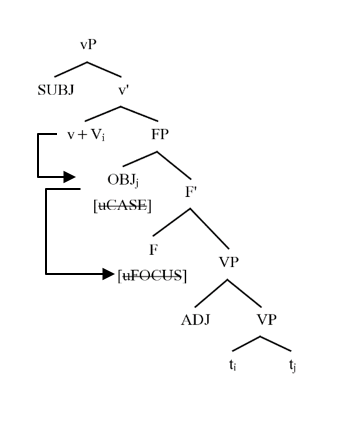 vP
SUBJ v'
v + Vi FP
OBJj
F'
[uCASE]
F
VP
[uFOCUS]
ADJ VP
ti tj